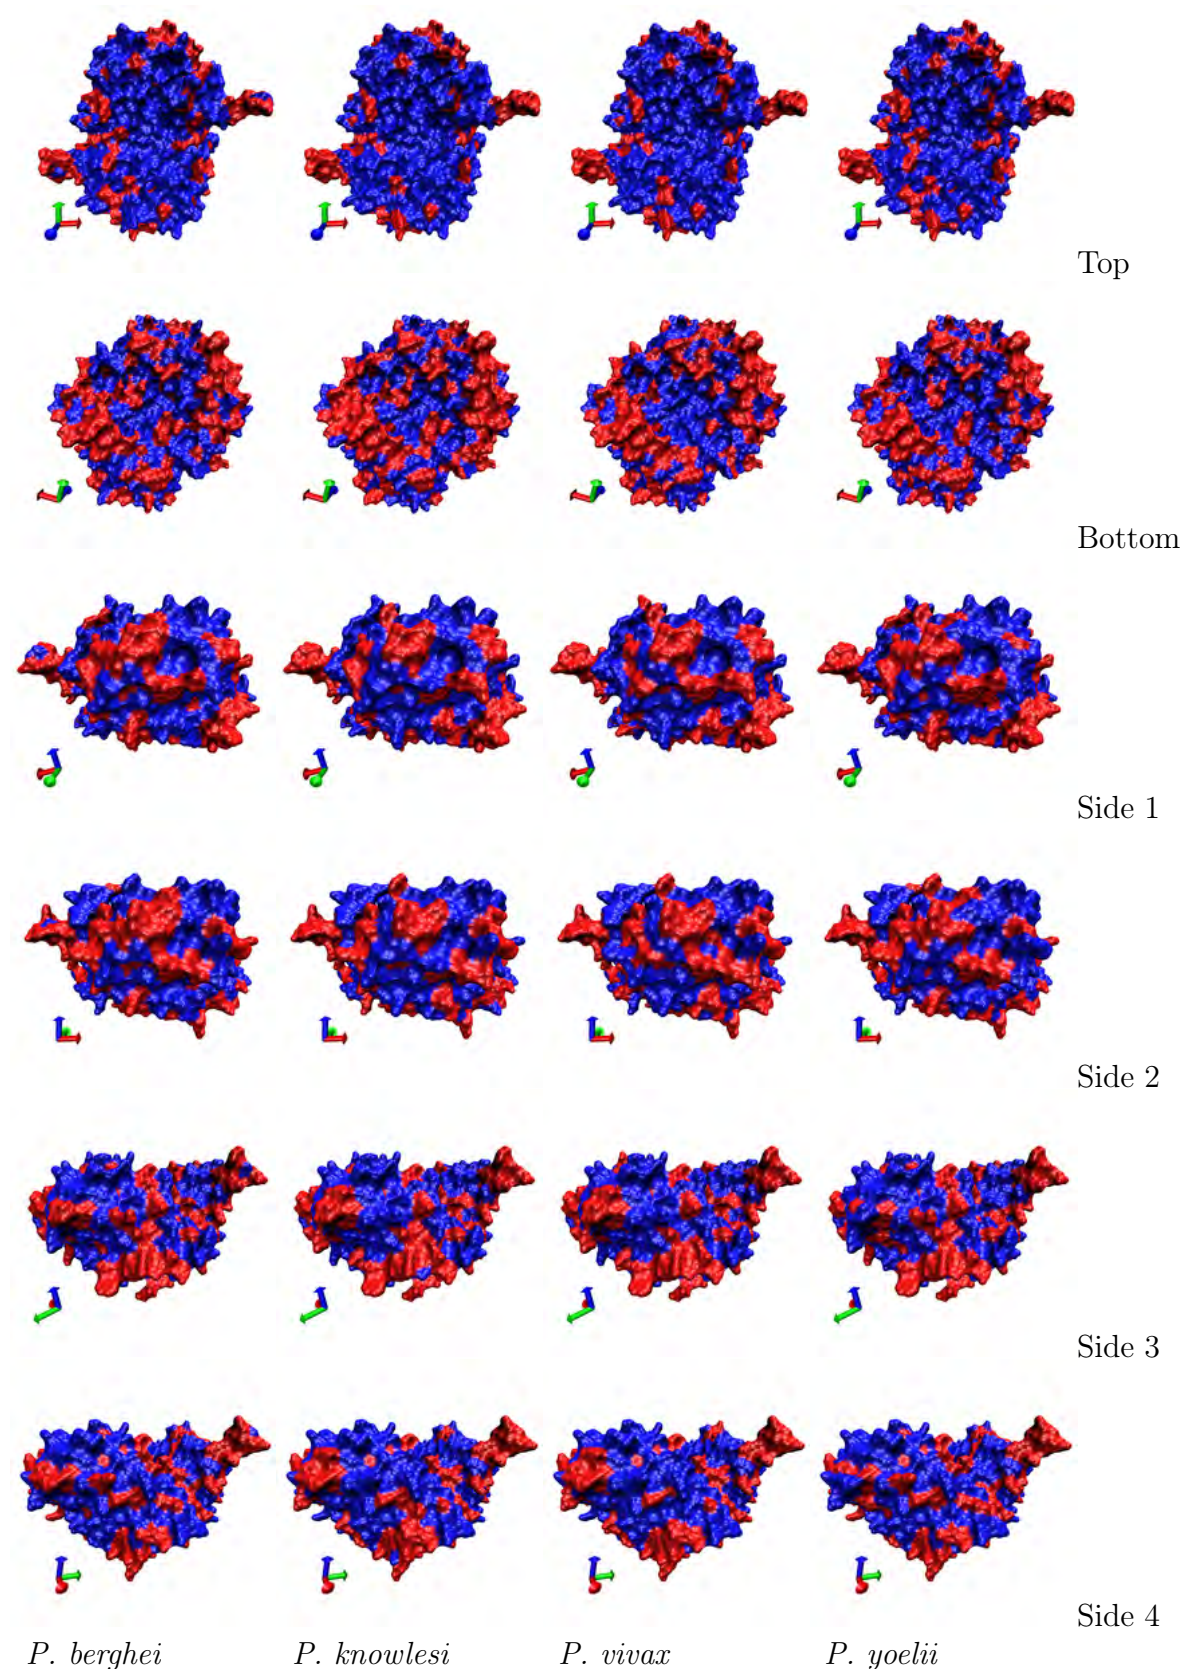 Top
Bottom
Side 1
Side 2
Side 3
Side 4
P. berghei P. knowlesi P. vivax P. yoelii